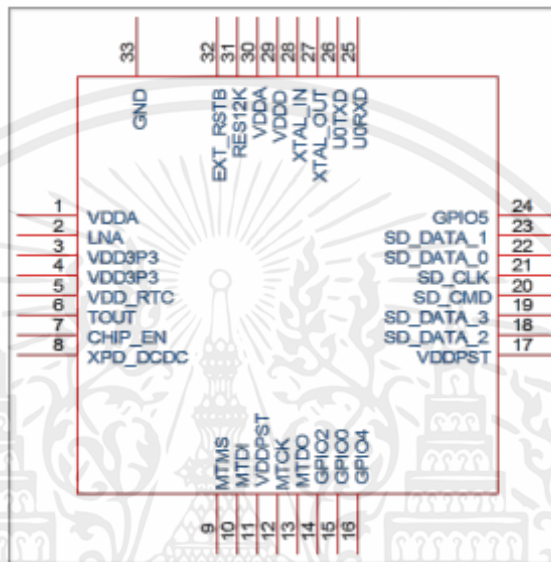 33
32
31
30
29
28
27
26
25
GND
EXT_RSTB
RES12K
VDDA
VDDD
XTAL_IN
XTAL_OUT
U0TXD
U0RXD
1 VDDA
2 LNA
3 VDD3P3
4 VDD3P3
5 VDD_RTC
6 TOUT
7 CHIP_EN
8 XPD_DCDC
GPIO5 24
SD_DATA_1 23
SD_DATA_0 22
SD_CLK 21
SD_CMD 20
SD_DATA_3 19
SD_DATA_2 18
VDDPST 17
MTMS
MTDI
VDDPST
MTCK
MTDO
GPIO2
GPIO0
GPIO4
9
10
11
12
13
14
15
16